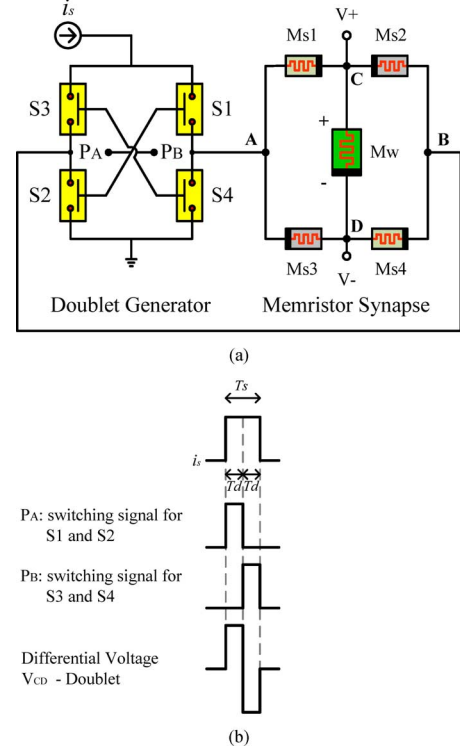 is
V+
S3
S1
Ms1
Ms2
C
PA
PB
A
+
Mw
B
-
S2
S4
D
Ms3
Ms4
V-
Doublet Generator
Memristor Synapse
(a)
Ts
is
Td
Td
PA: switching signal for
S1 and S2
PB: switching signal for
S3 and S4
Differential Voltage
VCD - Doublet
(b)